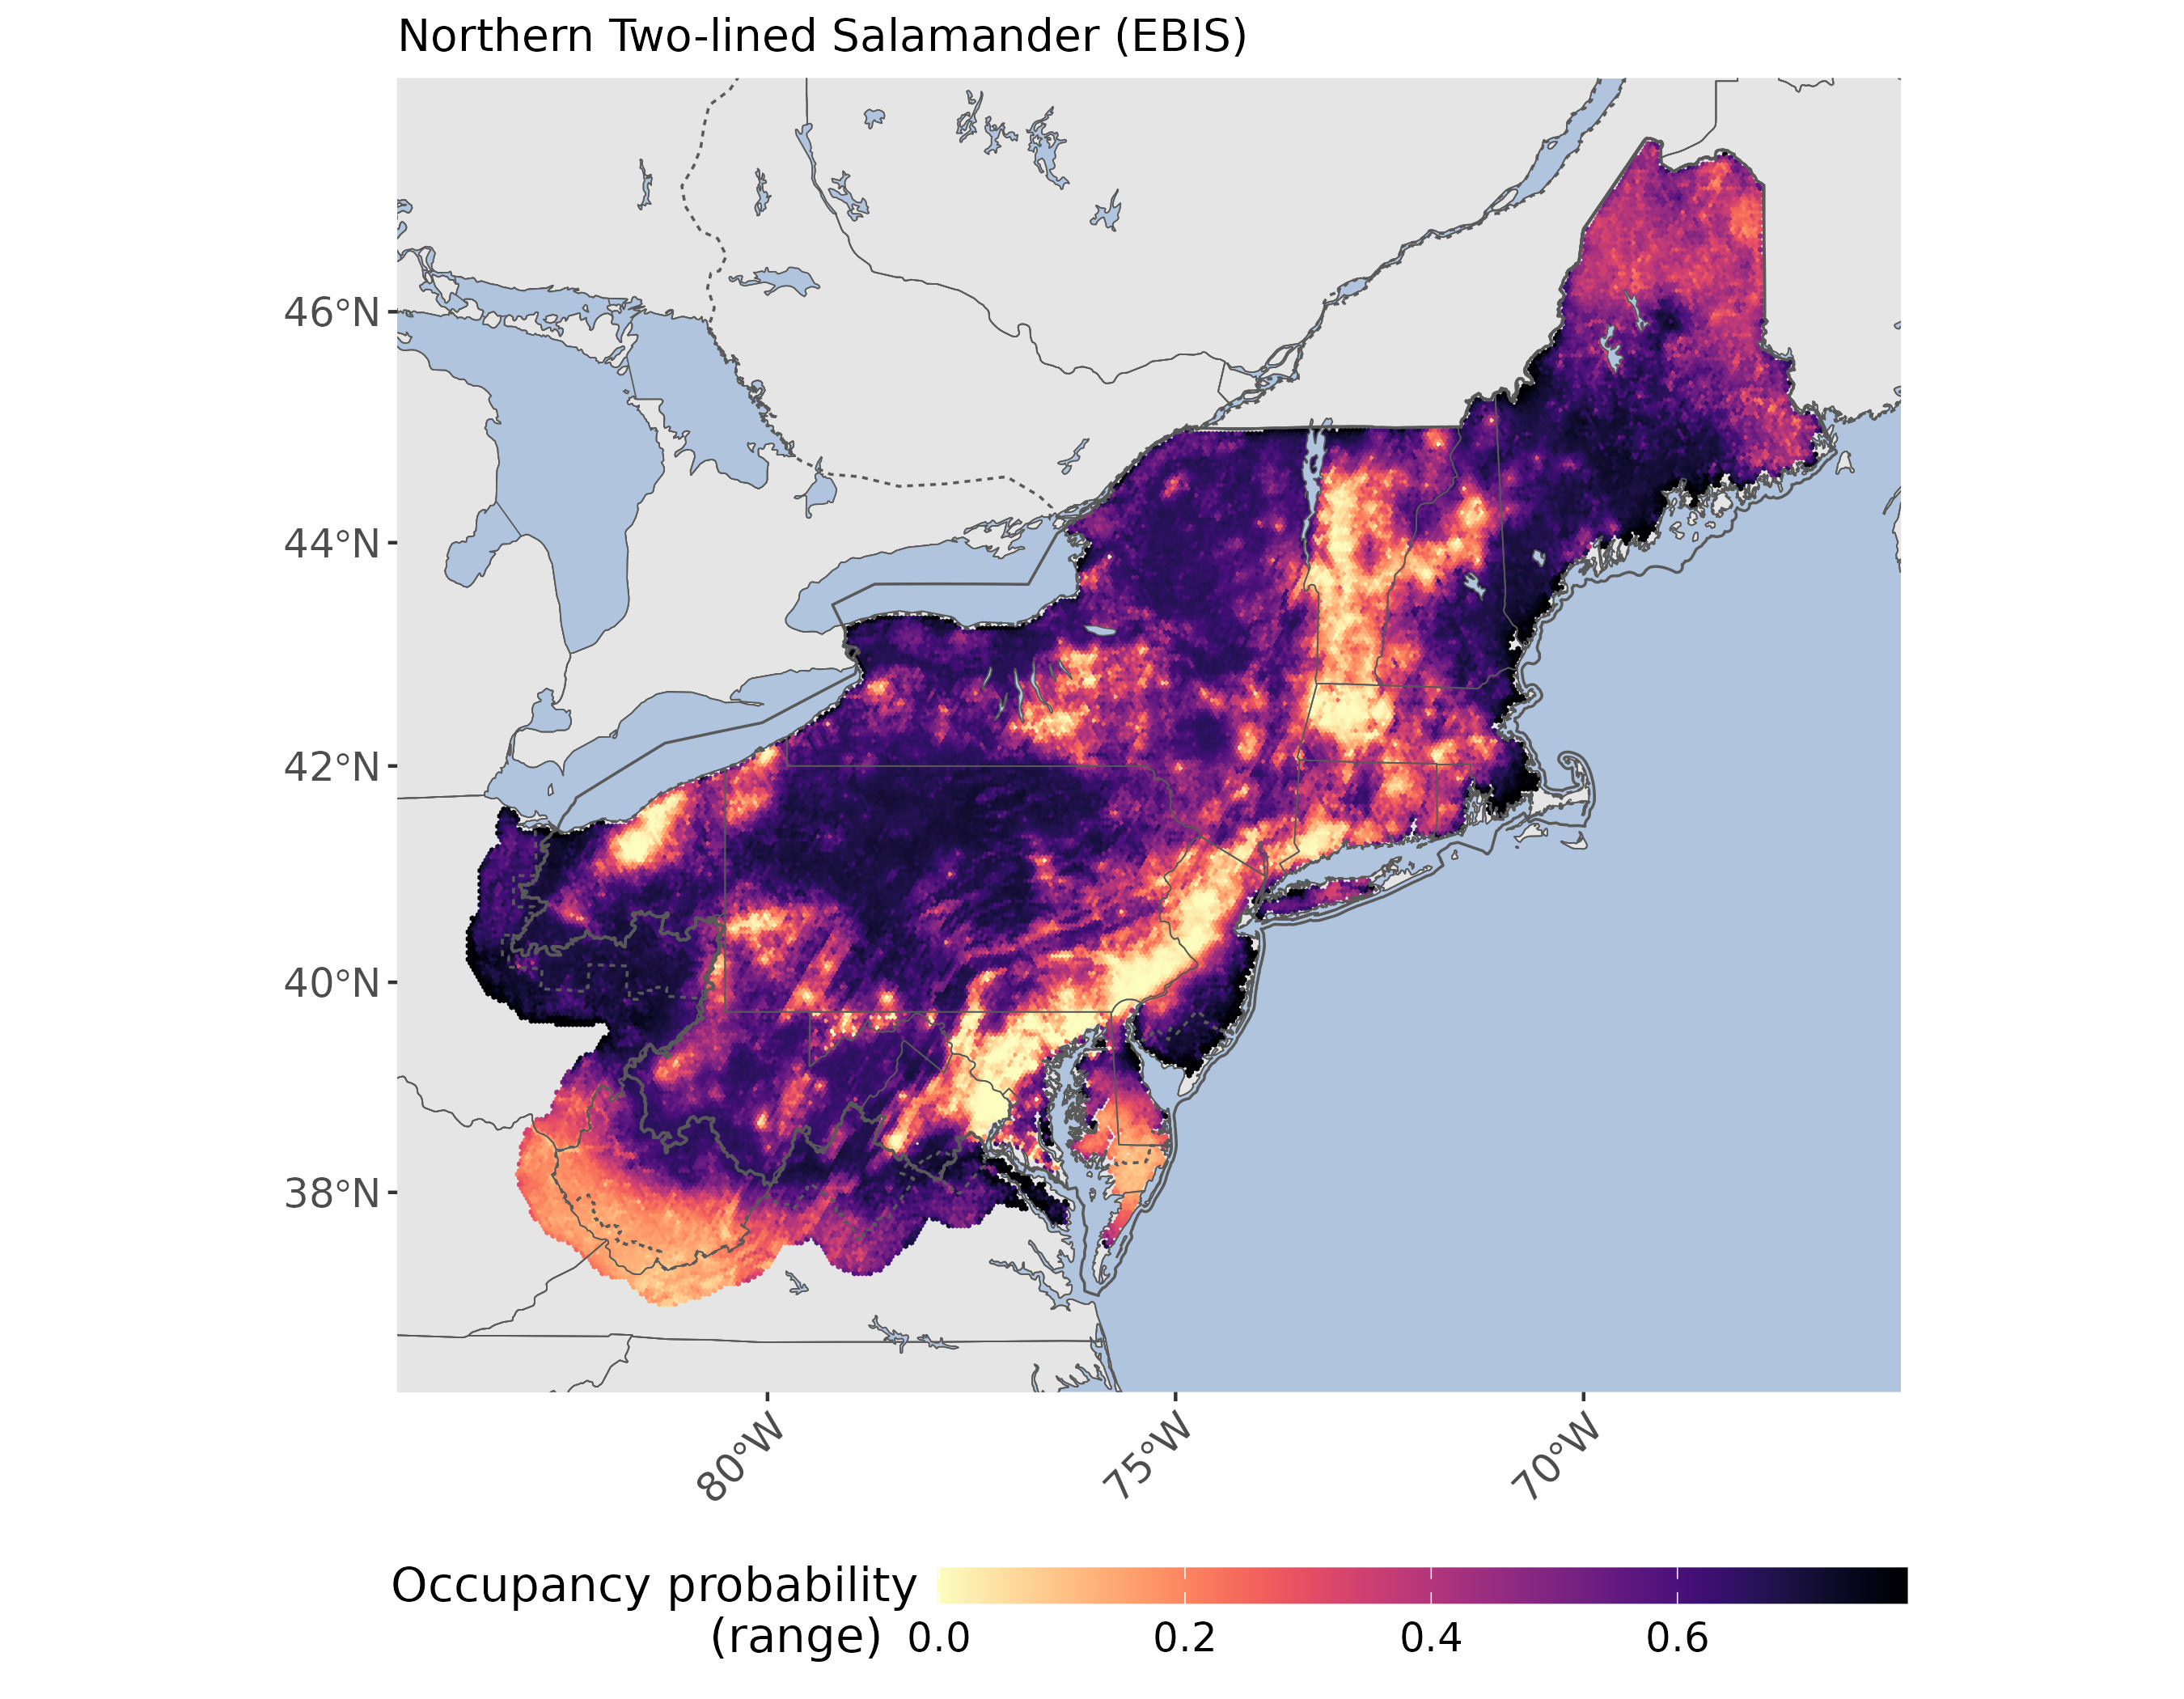 Northern Two-lined Salamander (EBIS)
46°N
44°N
42°N
40°N
38°N
80°W
75°W
70°W
Occupancy probability
(range)
0.0
0.2
0.4
0.6